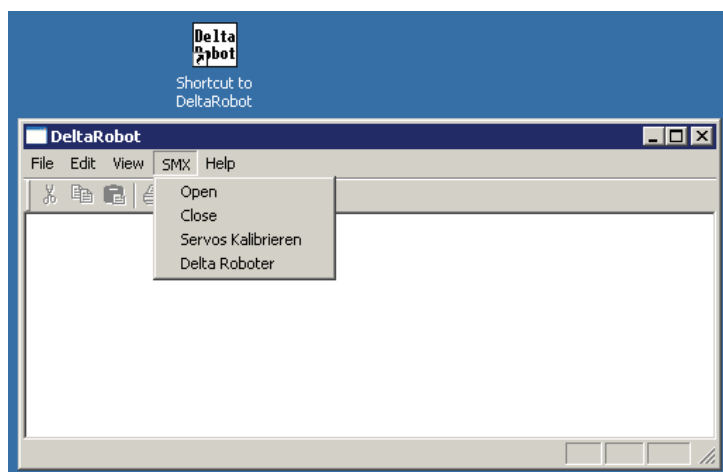 Delta
Robot
Shortcut to
DeltaRobot
DeltaRobot
File Edit View SMX Help
Open
Close
Servos Kalibrieren
Delta Roboter